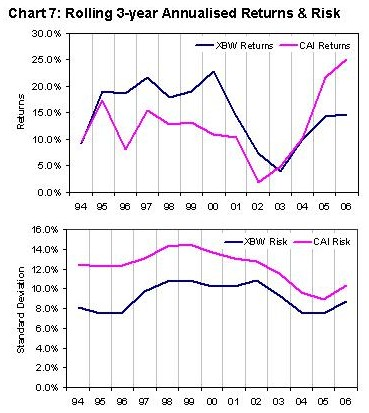 Chart 7: Rolling 3-year Annualised Returns & Risk
30.0%
25.0%
20.0%
15.0%
10.0%
5.0%
0.0%
Returns
XBW Returns CAI Returns
94 95 96 97 98 99 00 01 02 03 04 05 06
16.0%
14.0%
12.0%
10.0%
8.0%
6.0%
4.0%
2.0%
0.0%
Standard Deviation
XBW Risk CAI Risk
94 95 96 97 98 99 00 01 02 03 04 05 06